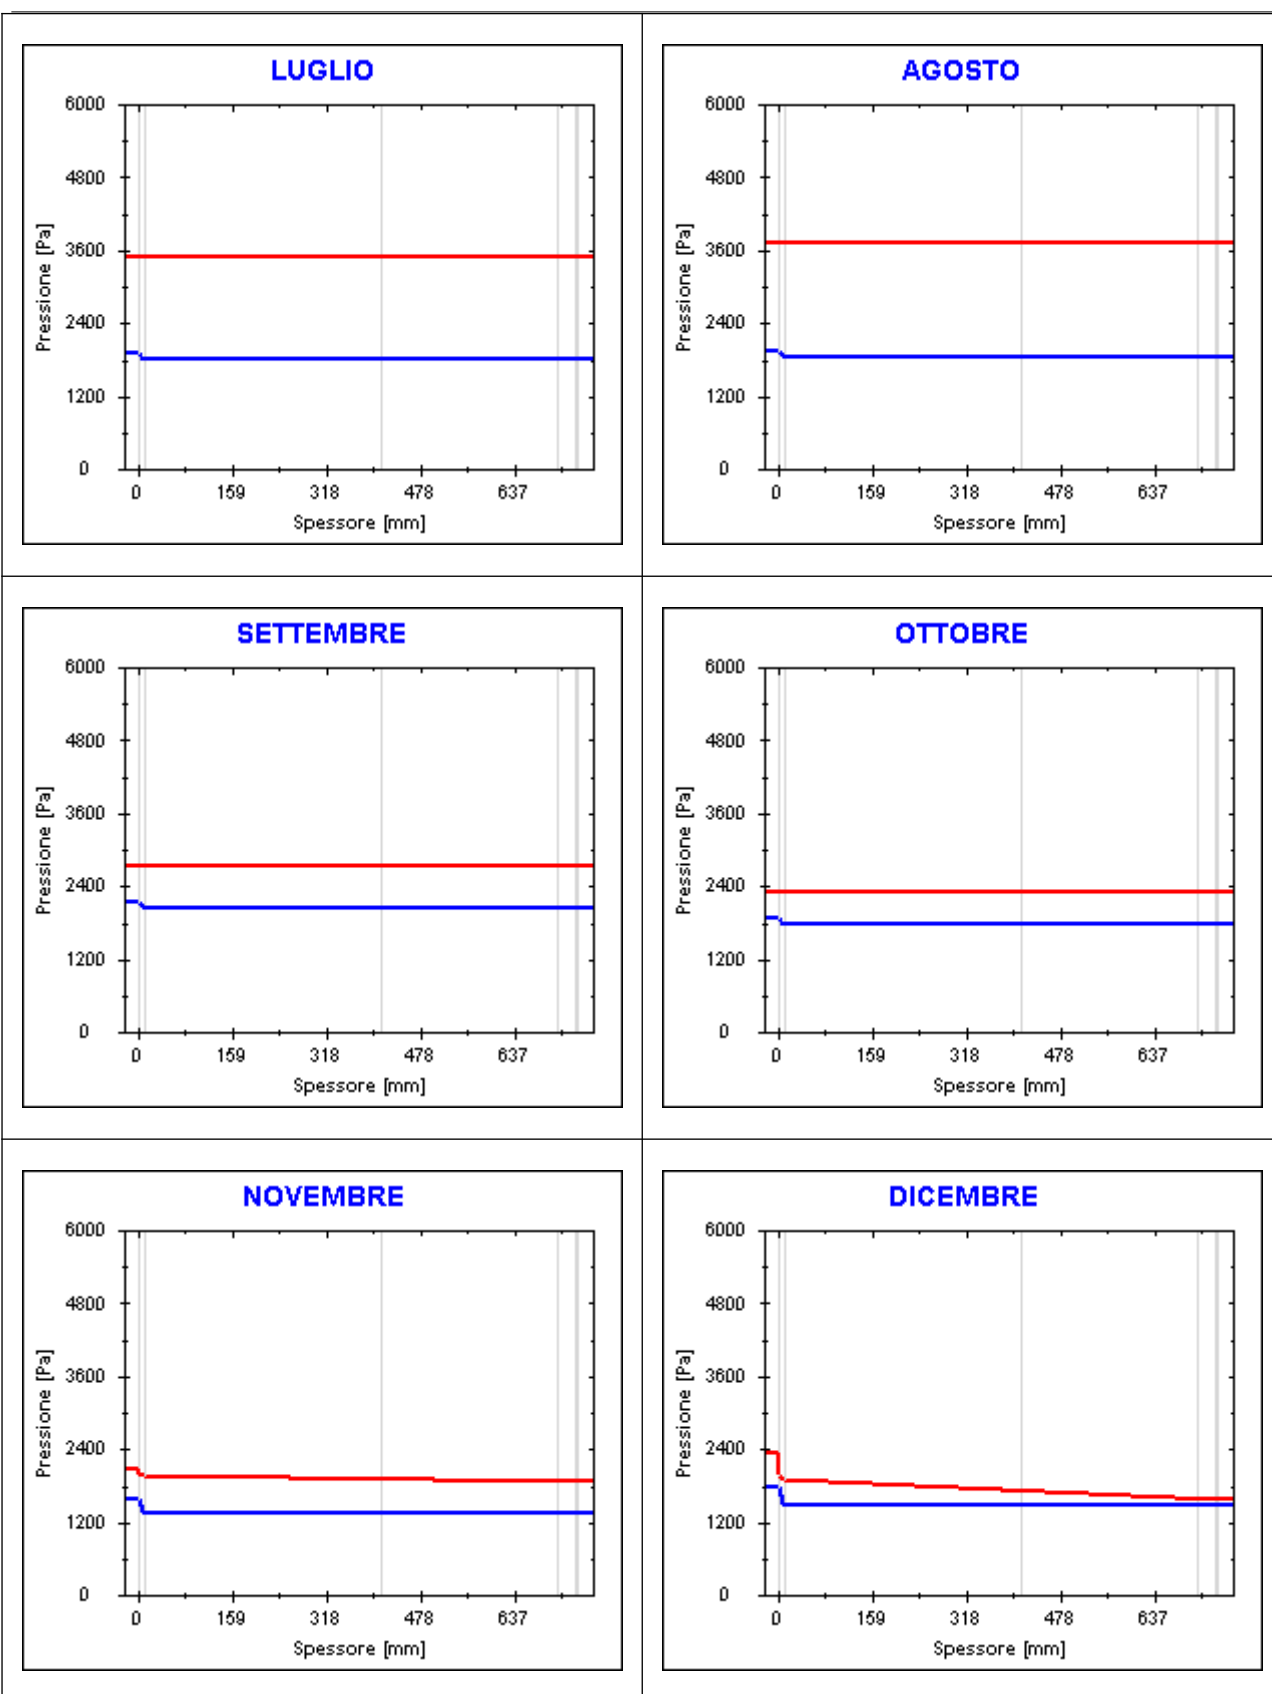 LUGLIO
6000
4800
3600
2400
1200
0
Pressione [Pa]
0 159 318 478 637
Spessore [mm]
AGOSTO
6000
4800
3600
2400
1200
0
Pressione [Pa]
0 159 318 478 637
Spessore [mm]
SETTEMBRE
6000
4800
3600
2400
1200
0
Pressione [Pa]
0 159 318 478 637
Spessore [mm]
OTTOBRE
6000
4800
3600
2400
1200
0
Pressione [Pa]
0 159 318 478 637
Spessore [mm]
NOVEMBRE
6000
4800
3600
2400
1200
0
Pressione [Pa]
0 159 318 478 637
Spessore [mm]
DICEMBRE
6000
4800
3600
2400
1200
0
Pressione [Pa]
0 159 318 478 637
Spessore [mm]